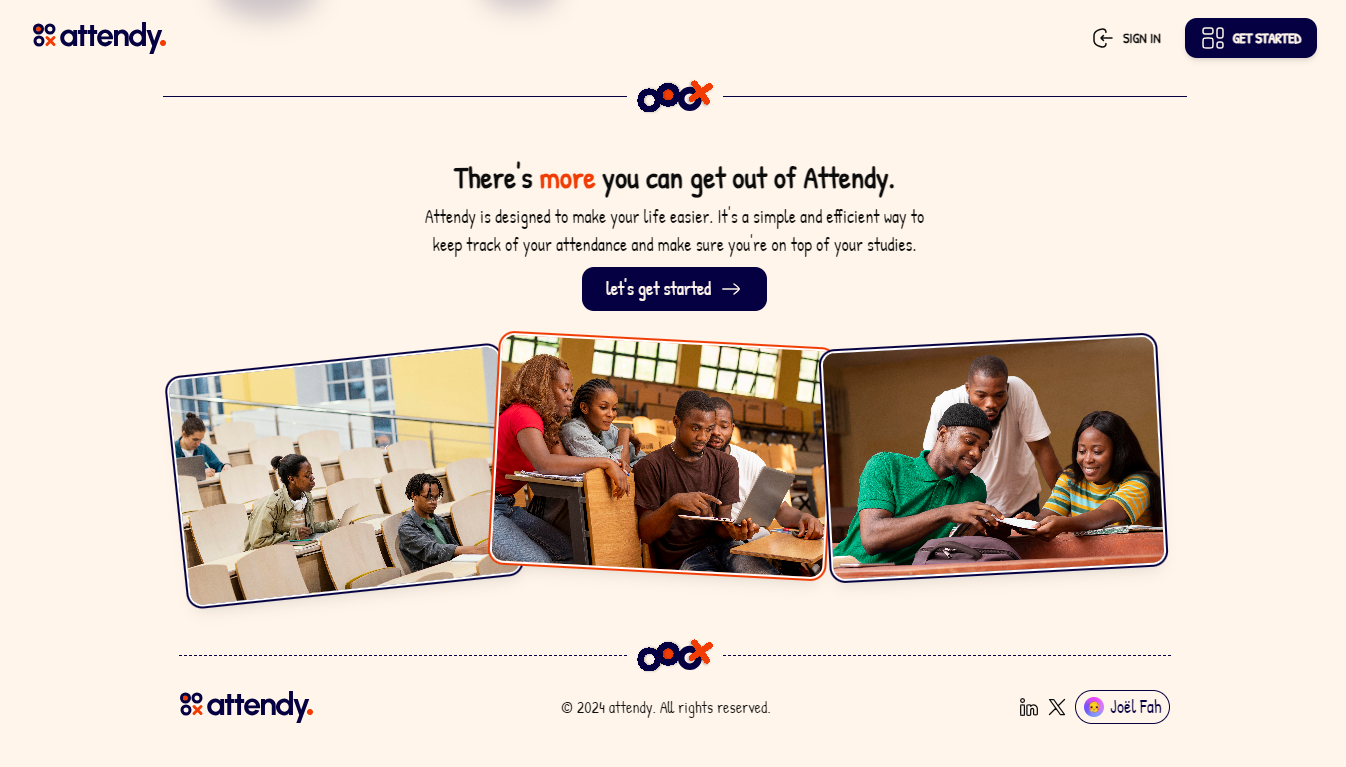 attendy.
SIGN IN
GET STARTED
There's more you can get out of Attendy.
Attendy is designed to make your life easier. It's a simple and efficient way to
keep track of your attendance and make sure you're on top of your studies.
let's get started
attendy.
© 2024 attendy. All rights reserved.
in
Joël Fah